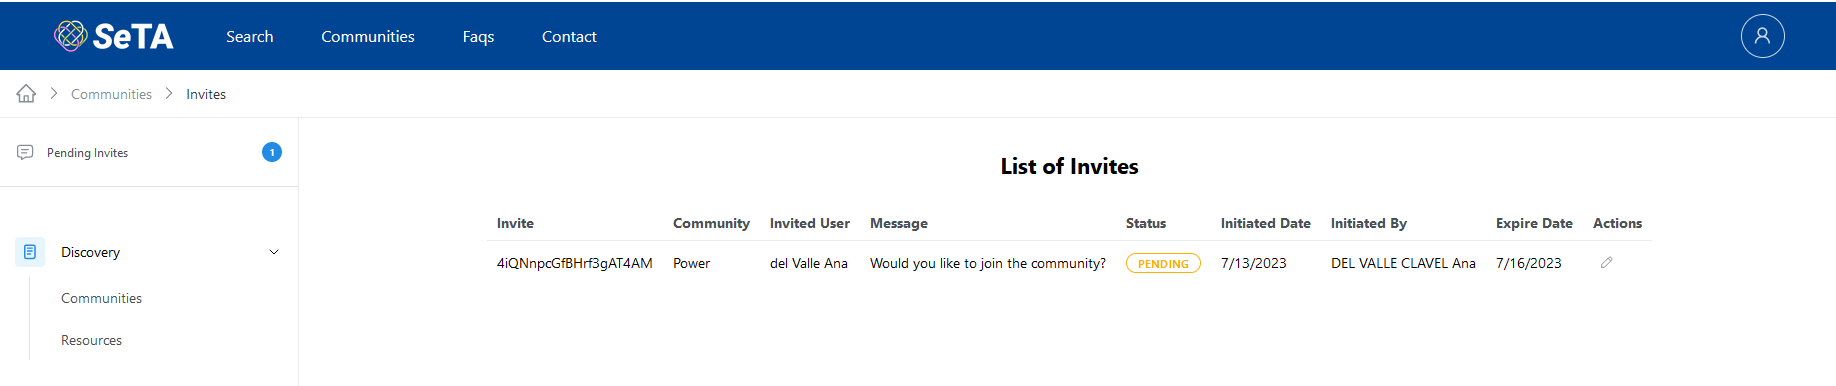 SeTA Search Communities Faqs Contact
Communities Invites
Pending Invites 1
List of Invites
Invite Community Invited User Message Status Initiated Date Initiated By Expire Date Actions
4iQNnpcGfBHrf3gAT4AM Power del Valle Ana Would you like to join the community? PENDING 7/13/2023 DEL VALLE CLAVEL Ana 7/16/2023
Discovery
Communities
Resources